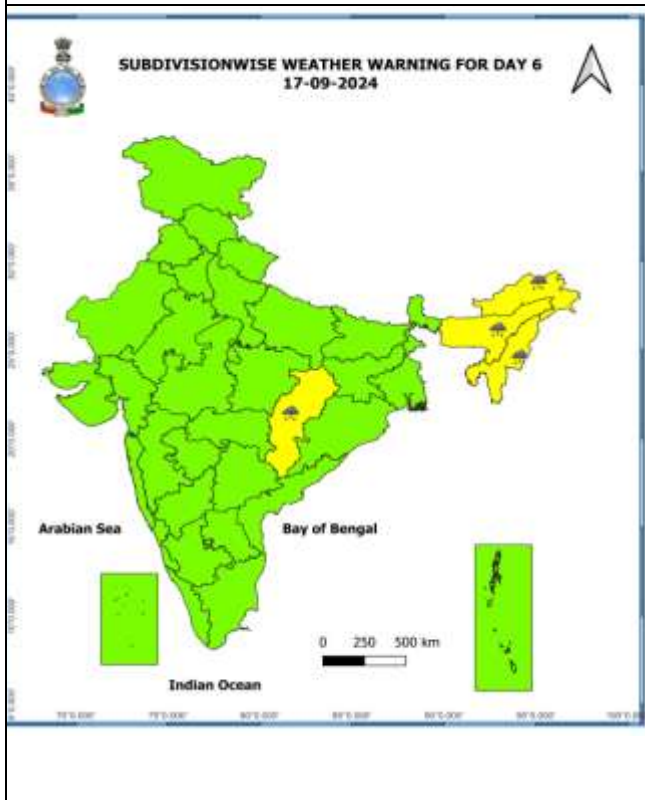 SUBDIVISIONWISE WEATHER WARNING FOR DAY 6
17-09-2024
Arabian Sea
Bay of Bengal
0 250 500 km
Indian Ocean